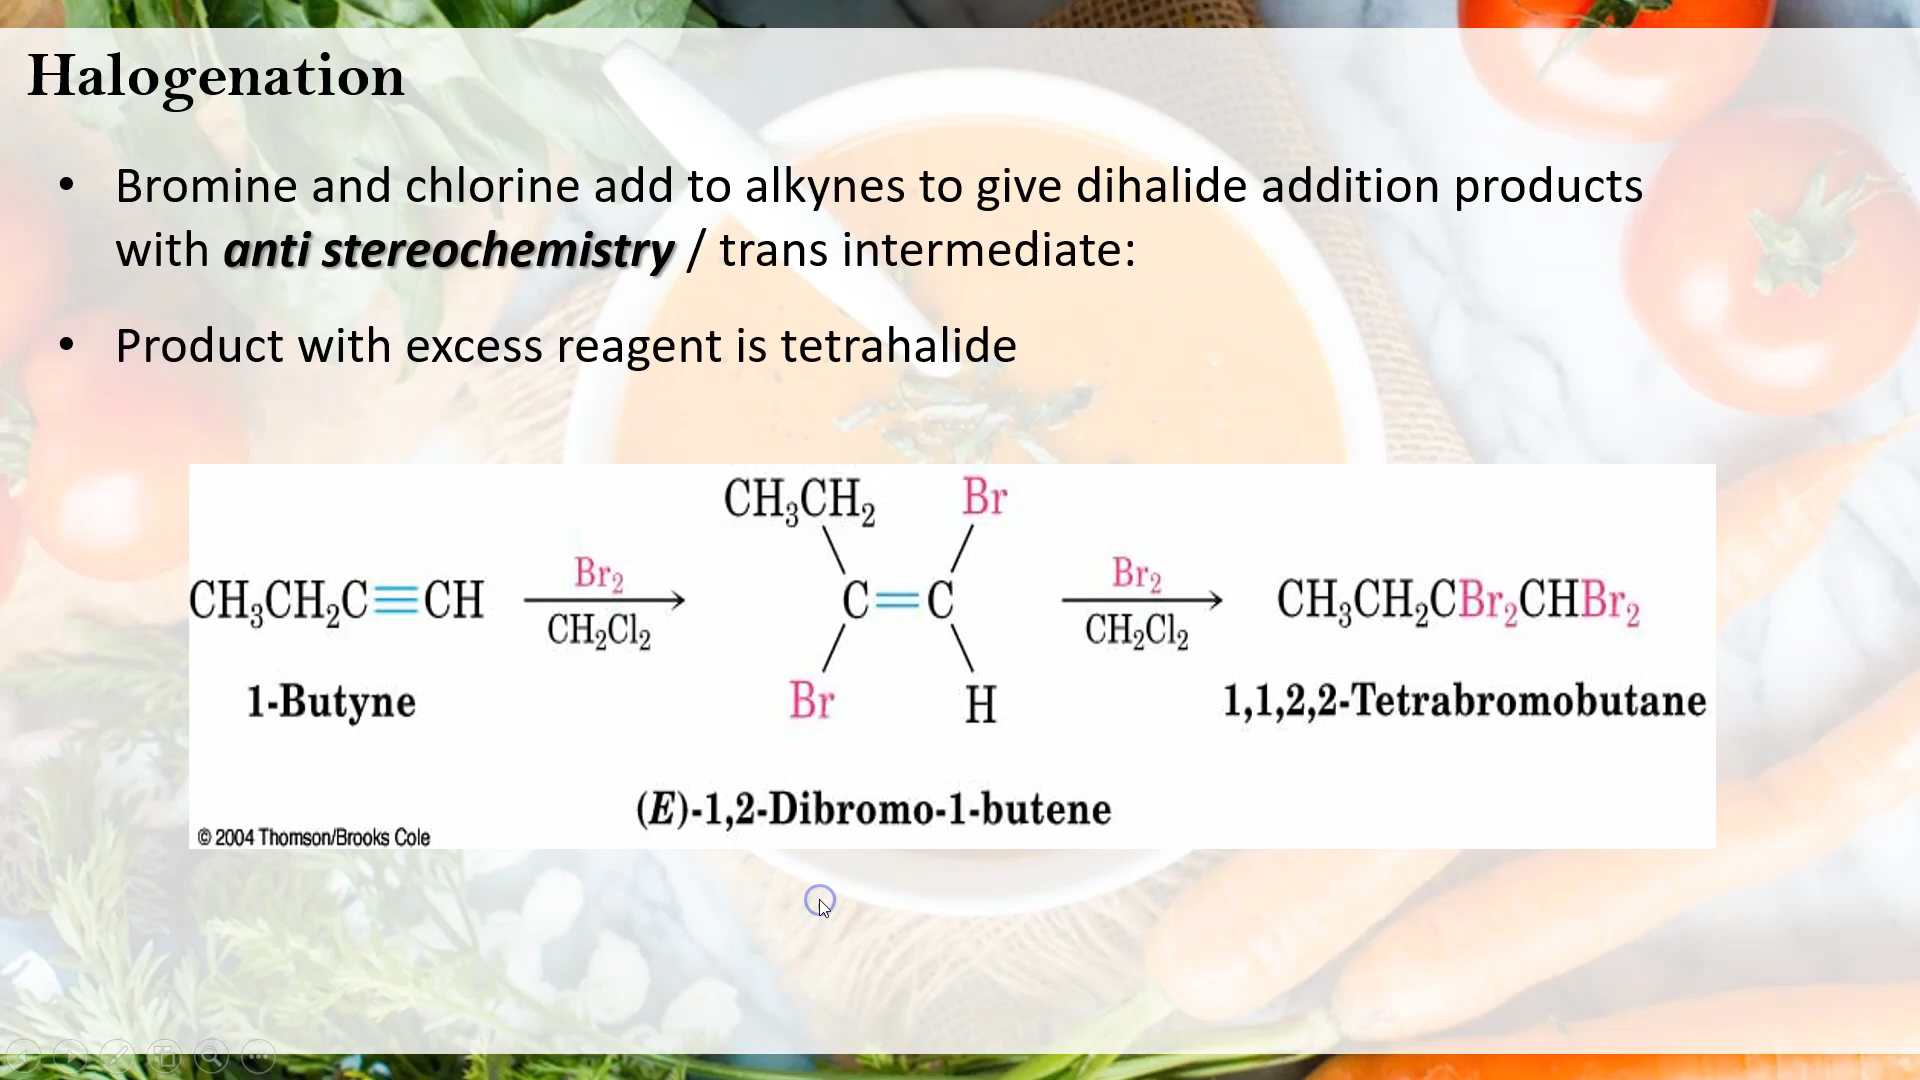 Halogenation
• Bromine and chlorine add to alkynes to give dihalide addition products
with anti stereochemistry / trans intermediate:
• Product with excess reagent is tetrahalide
CH₃CH₂ Br
Br₂ Br₂
CH₃CH₂C≡CH C=C CH₃CH₂CBr₂CHBr₂
CH₂Cl₂ CH₂Cl₂
Br H
1-Butyne 1,1,2,2-Tetrabromobutane
(E)-1,2-Dibromo-1-butene
© 2004 Thomson/Brooks Cole